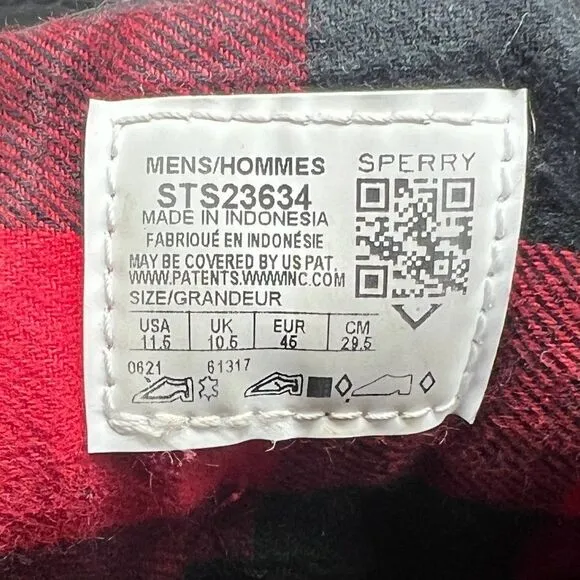 MENS/HOMMES
SPERRY
STS23634
MADE IN INDONESIA
FABRIQUÉ EN INDONÉSIE
MAY BE COVERED BY US PAT.
WWW.PATENTS.WWWINC.COM
SIZE/GRANDEUR
USA UK EUR CM
11.5 10.5 45 29.5
0621 61317